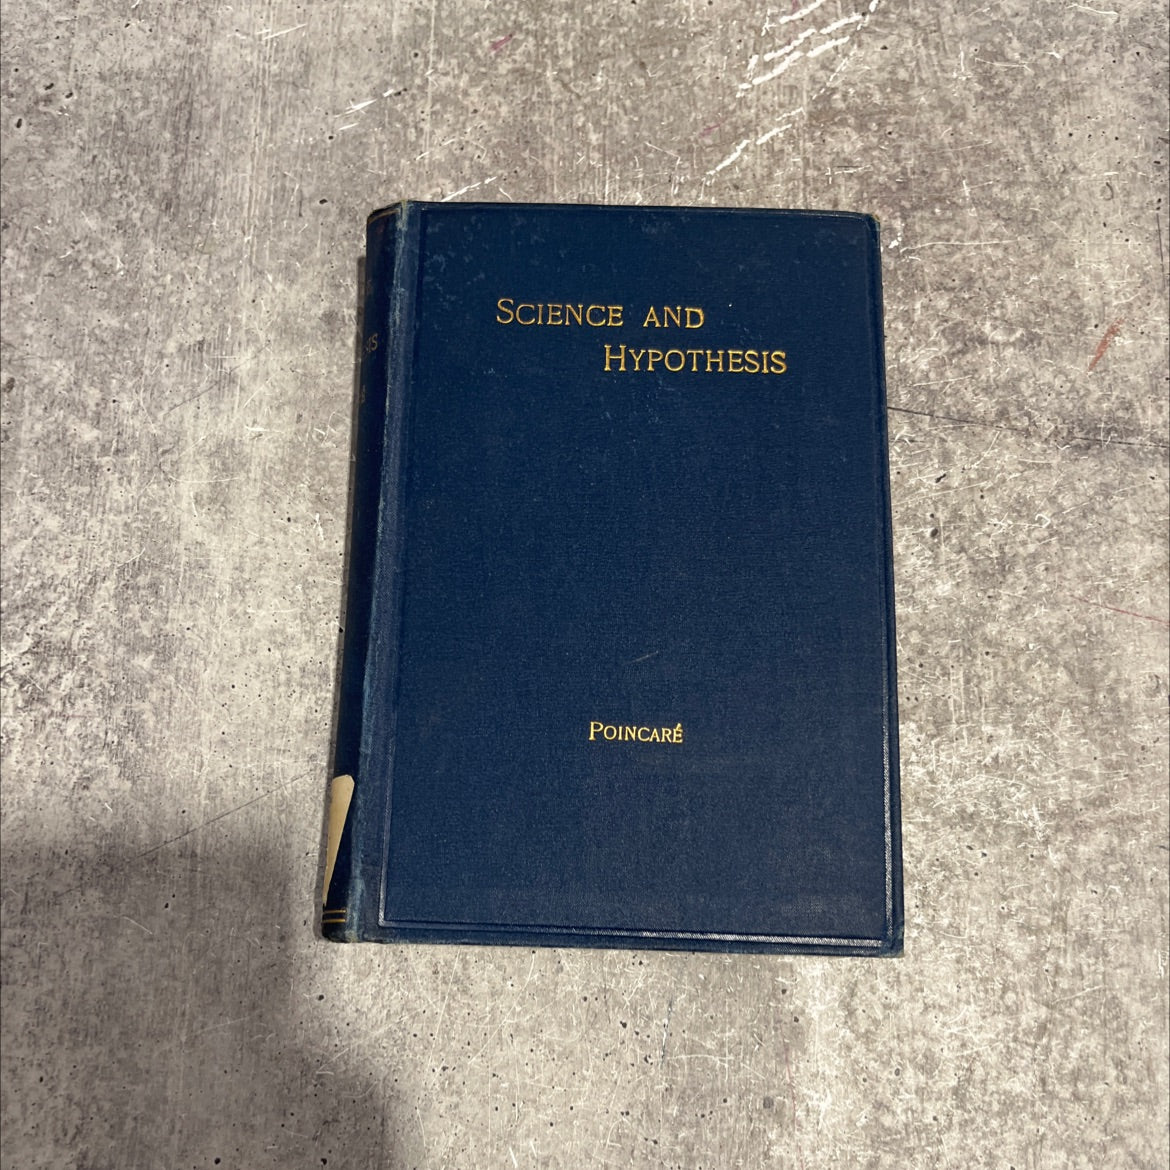 Science and
Hypothesis
Poincaré